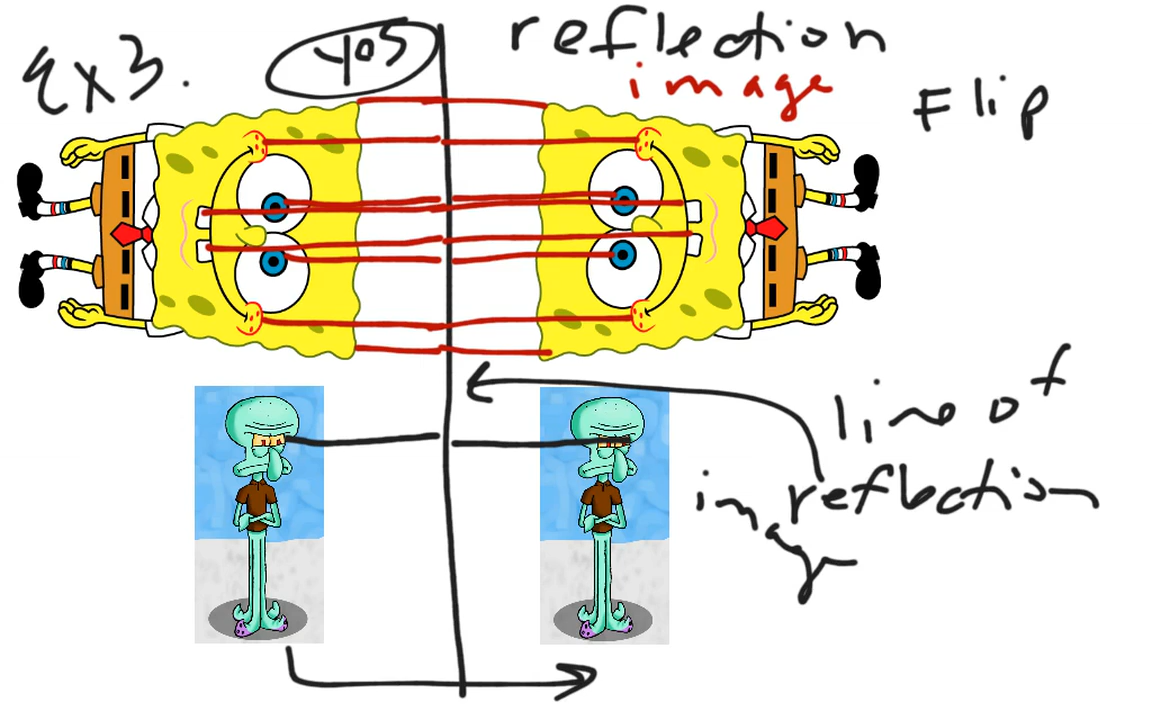 Ex3.
yes
reflection
image
Flip
line of
reflection
image